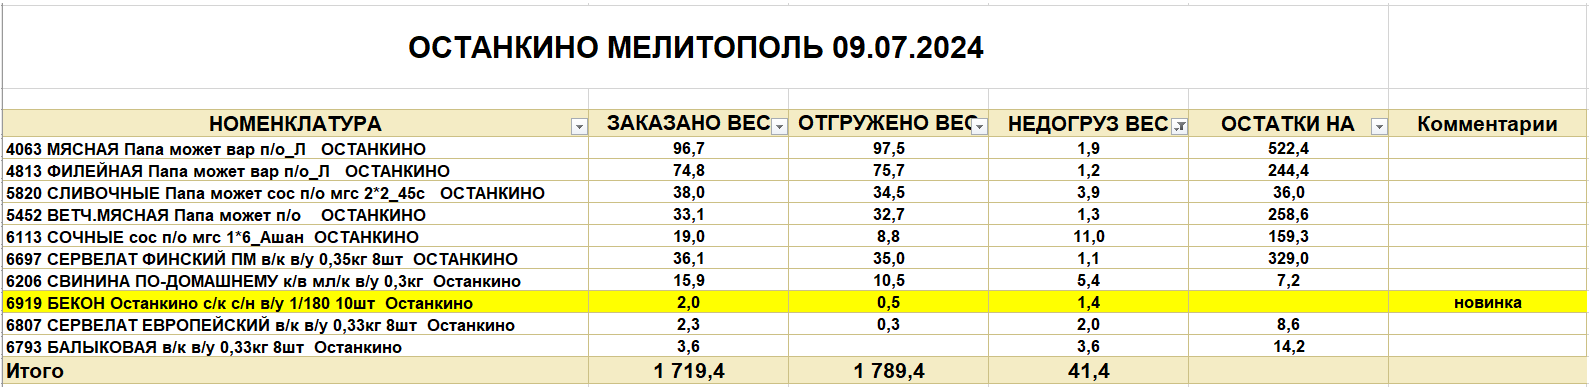 ОСТАНКИНО МЕЛИТОПОЛЬ 09.07.2024
НОМЕНКЛАТУРА ЗАКАЗАНО ВЕС ОТГРУЖЕНО ВЕС НЕДОГРУЗ ВЕС ОСТАТКИ НА Комментарии
4063 МЯСНАЯ Папа может вар п/о_Л ОСТАНКИНО 96,7 97,5 1,9 522,4
4813 ФИЛЕЙНАЯ Папа может вар п/о_Л ОСТАНКИНО 74,8 75,7 1,2 244,4
5820 СЛИВОЧНЫЕ Папа может сос п/о мгс 2*2_45с ОСТАНКИНО 38,0 34,5 3,9 36,0
5452 ВЕТЧ.МЯСНАЯ Папа может п/о ОСТАНКИНО 33,1 32,7 1,3 258,6
6113 СОЧНЫЕ сос п/о мгс 1*6_Ашан ОСТАНКИНО 19,0 8,8 11,0 159,3
6697 СЕРВЕЛАТ ФИНСКИЙ ПМ в/к в/у 0,35кг 8шт ОСТАНКИНО 36,1 35,0 1,1 329,0
6206 СВИНИНА ПО-ДОМАШНЕМУ к/в мл/к в/у 0,3кг Останкино 15,9 10,5 5,4 7,2
6919 БЕКОН Останкино с/к с/н в/у 1/180 10шт Останкино 2,0 0,5 1,4 новинка
6807 СЕРВЕЛАТ ЕВРОПЕЙСКИЙ в/к в/у 0,33кг 8шт Останкино 2,3 0,3 2,0 8,6
6793 БАЛЫКОВАЯ в/к в/у 0,33кг 8шт Останкино 3,6 3,6 14,2
Итого 1 719,4 1 789,4 41,4